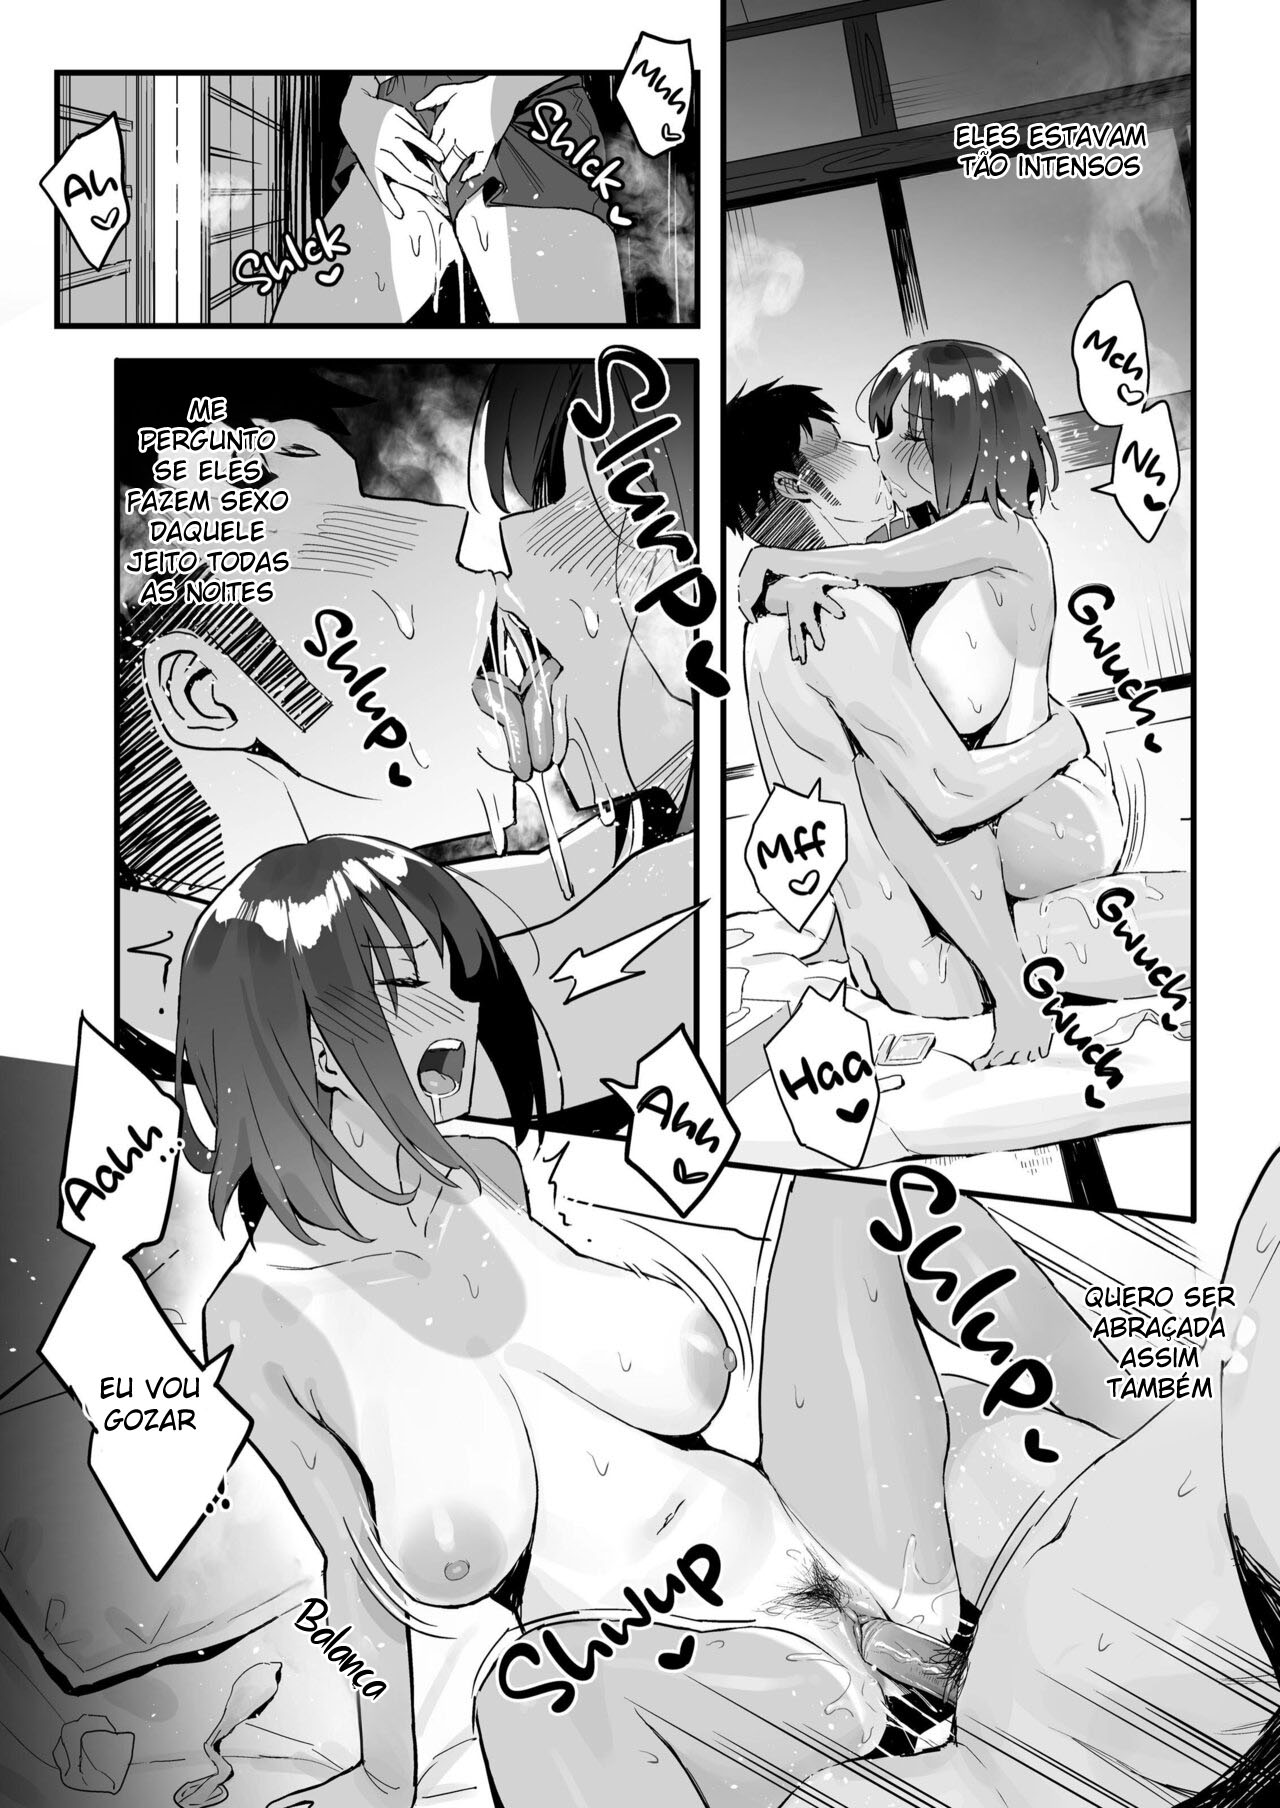 ELES ESTAVAM
TÃO INTENSOS
Mhh
Shlck
Ah
Shlck
Mch
Nh
Gwuch
Mff
Gwuch
Gwuch
Haa
Slurp
ME
PERGUNTO
SE ELES
FAZEM SEXO
DAQUELE
JEITO TODAS
AS NOITES
Shlup
Ahh
Aahh...
Shlup
QUERO SER
ABRAÇADA
ASSIM
TAMBÉM
EU VOU
GOZAR
Shwup
Balança